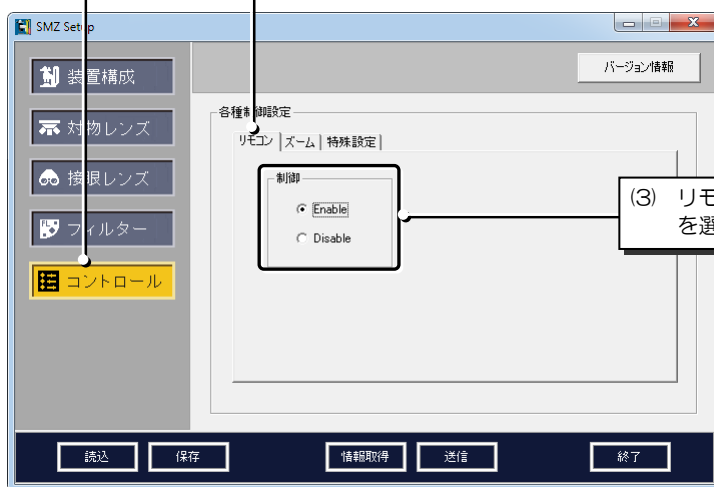 SMZ Setup
装置構成
対物レンズ
接眼レンズ
フィルター
コントロール
バージョン情報
各種制御設定
リモコン ズーム 特殊設定
制御
Enable
Disable
(3) リモ
を選
読込 保存 情報取得 送信 終了